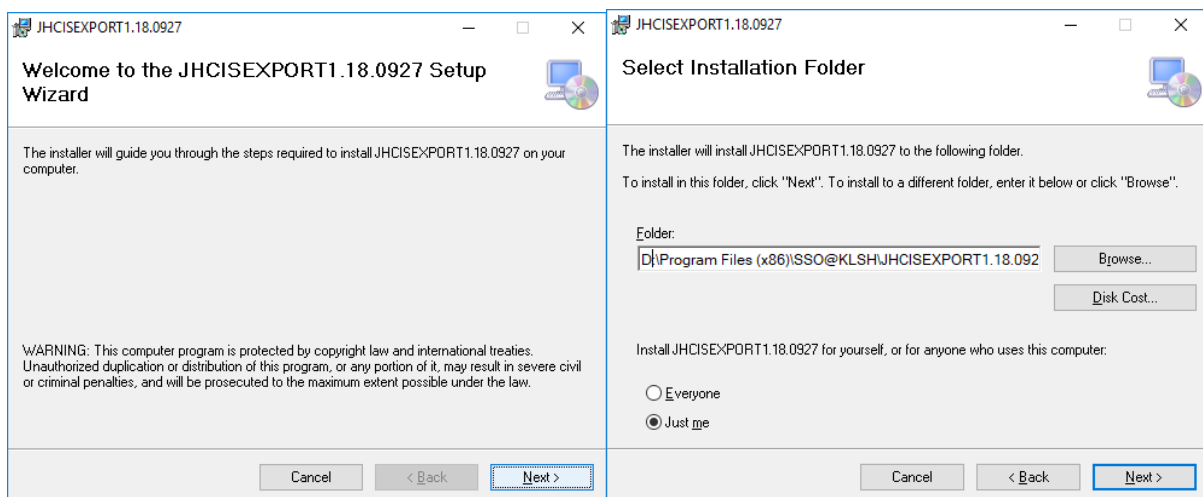 JHCISEXPORT1.18.0927
Welcome to the JHCISEXPORT1.18.0927 Setup
Wizard
The installer will guide you through the steps required to install JHCISEXPORT1.18.0927 on your
computer.
WARNING: This computer program is protected by copyright law and international treaties.
Unauthorized duplication or distribution of this program, or any portion of it, may result in severe civil
or criminal penalties, and will be prosecuted to the maximum extent possible under the law.
Cancel
< Back
Next >
JHCISEXPORT1.18.0927
Select Installation Folder
The installer will install JHCISEXPORT1.18.0927 to the following folder.
To install in this folder, click "Next". To install to a different folder, enter it below or click "Browse".
Folder:
D:\Program Files (x86)\SSO@KLSH\JHCISEXPORT1.18.092
Browse...
Disk Cost...
Install JHCISEXPORT1.18.0927 for yourself, or for anyone who uses this computer:
Everyone
Just me
Cancel
< Back
Next >